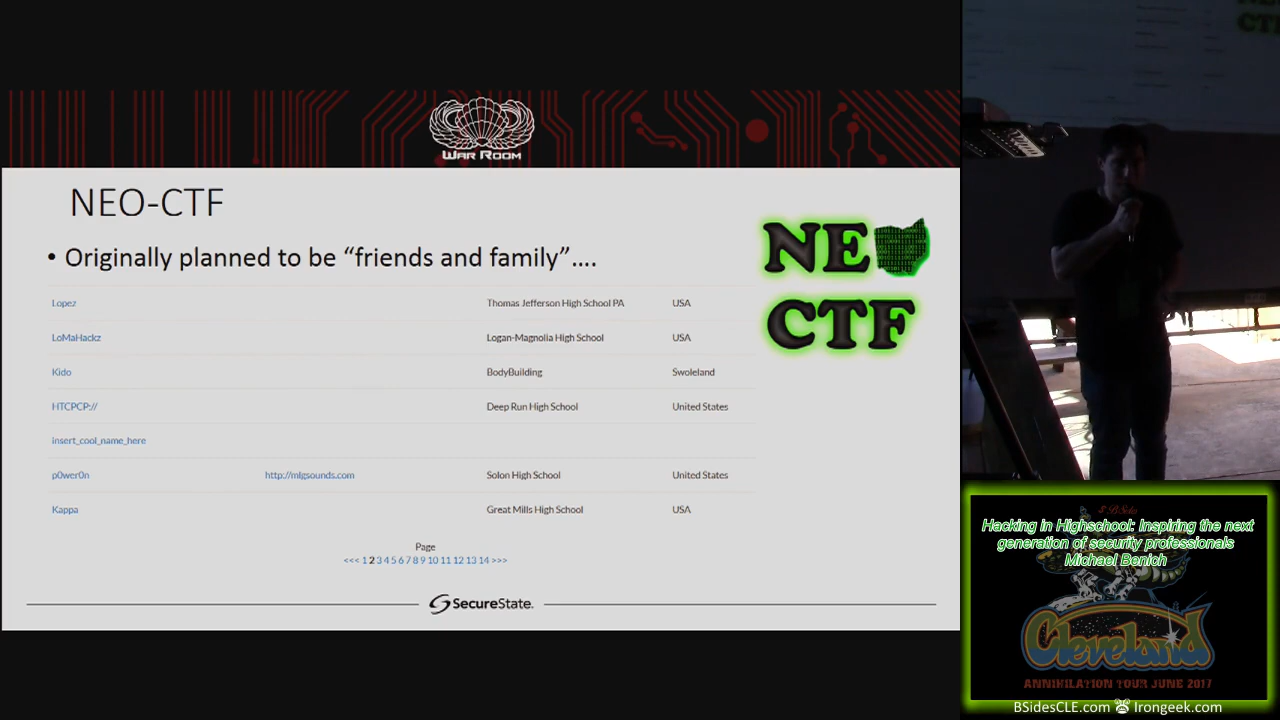 WAR ROOM
NEO-CTF
• Originally planned to be “friends and family”….
NE
CTF
Lopez Thomas Jefferson High School PA USA
LoMaHackz Logan-Magnolia High School USA
Kido BodyBuilding Swoleland
HTCPCP:// Deep Run High School United States
insert_cool_name_here
p0wer0n http://mlgsounds.com Solon High School United States
Kappa Great Mills High School USA
Page
<<< 1 2 3 4 5 6 7 8 9 10 11 12 13 14 >>>
SecureState.
Hacking in Highschool: Inspiring the next
generation of security professionals
Michael Benich
Cleveland
ANNIHILATION TOUR JUNE 2017
BSidesCLE.com Irongeek.com